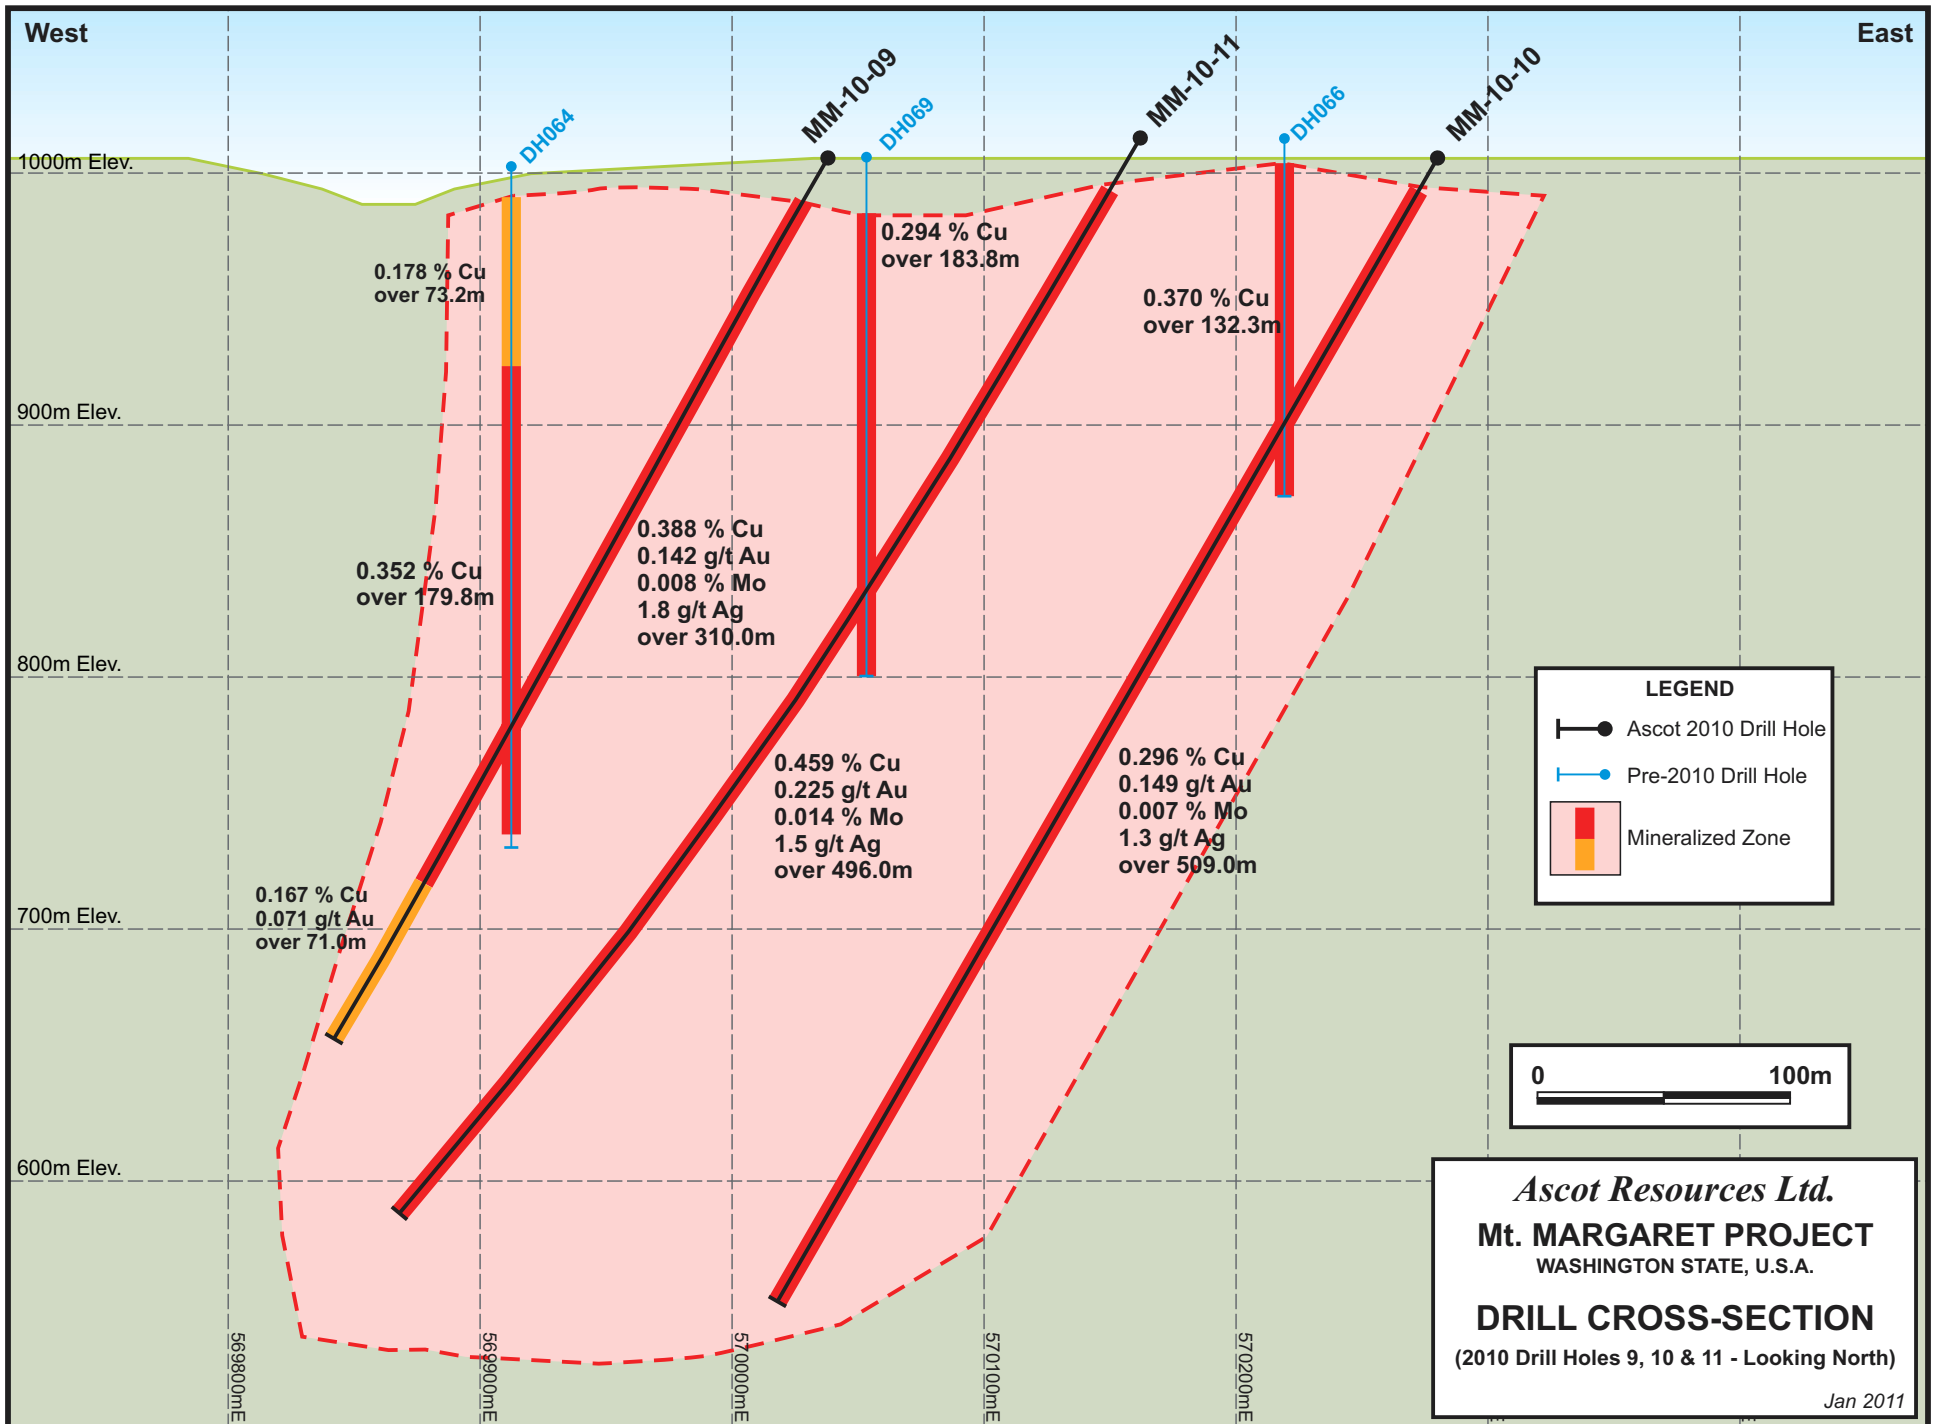 West
East
MM-10-09
MM-10-11
MM-10-10
DH064
DH069
DH066
1000m Elev.
900m Elev.
800m Elev.
700m Elev.
600m Elev.
0.178 % Cu
over 73.2m
0.294 % Cu
over 183.8m
0.370 % Cu
over 132.3m
0.352 % Cu
over 179.8m
0.388 % Cu
0.142 g/t Au
0.008 % Mo
1.8 g/t Ag
over 310.0m
0.459 % Cu
0.225 g/t Au
0.014 % Mo
1.5 g/t Ag
over 496.0m
0.296 % Cu
0.149 g/t Au
0.007 % Mo
1.3 g/t Ag
over 509.0m
0.167 % Cu
0.071 g/t Au
over 71.0m
LEGEND
Ascot 2010 Drill Hole
Pre-2010 Drill Hole
Mineralized Zone
0 100m
569800mE
569900mE
570000mE
570100mE
570200mE
Ascot Resources Ltd.
Mt. MARGARET PROJECT
WASHINGTON STATE, U.S.A.
DRILL CROSS-SECTION
(2010 Drill Holes 9, 10 & 11 - Looking North)
Jan 2011